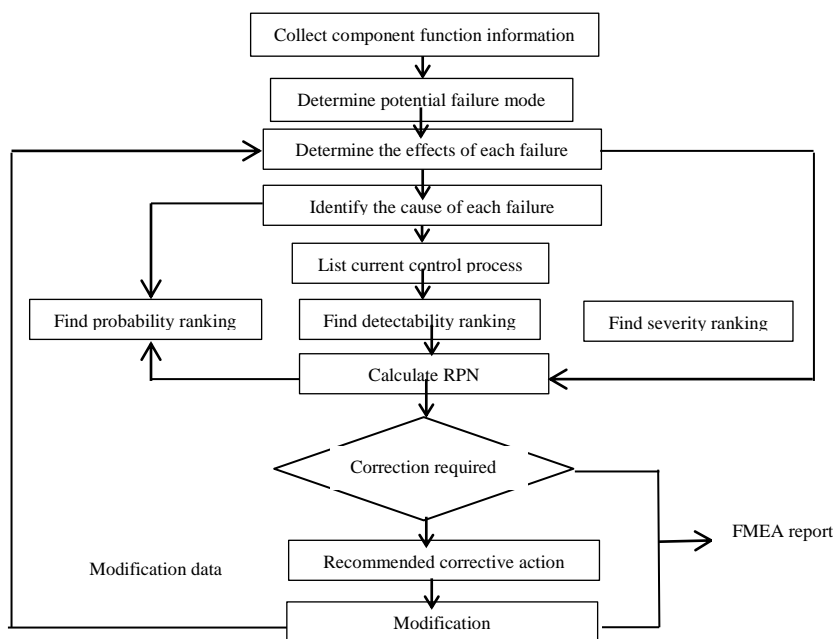 Collect component function information
Determine potential failure mode
Determine the effects of each failure
Identify the cause of each failure
List current control process
Find probability ranking
Find detectability ranking
Find severity ranking
Calculate RPN
Correction required
FMEA report
Recommended corrective action
Modification data
Modification